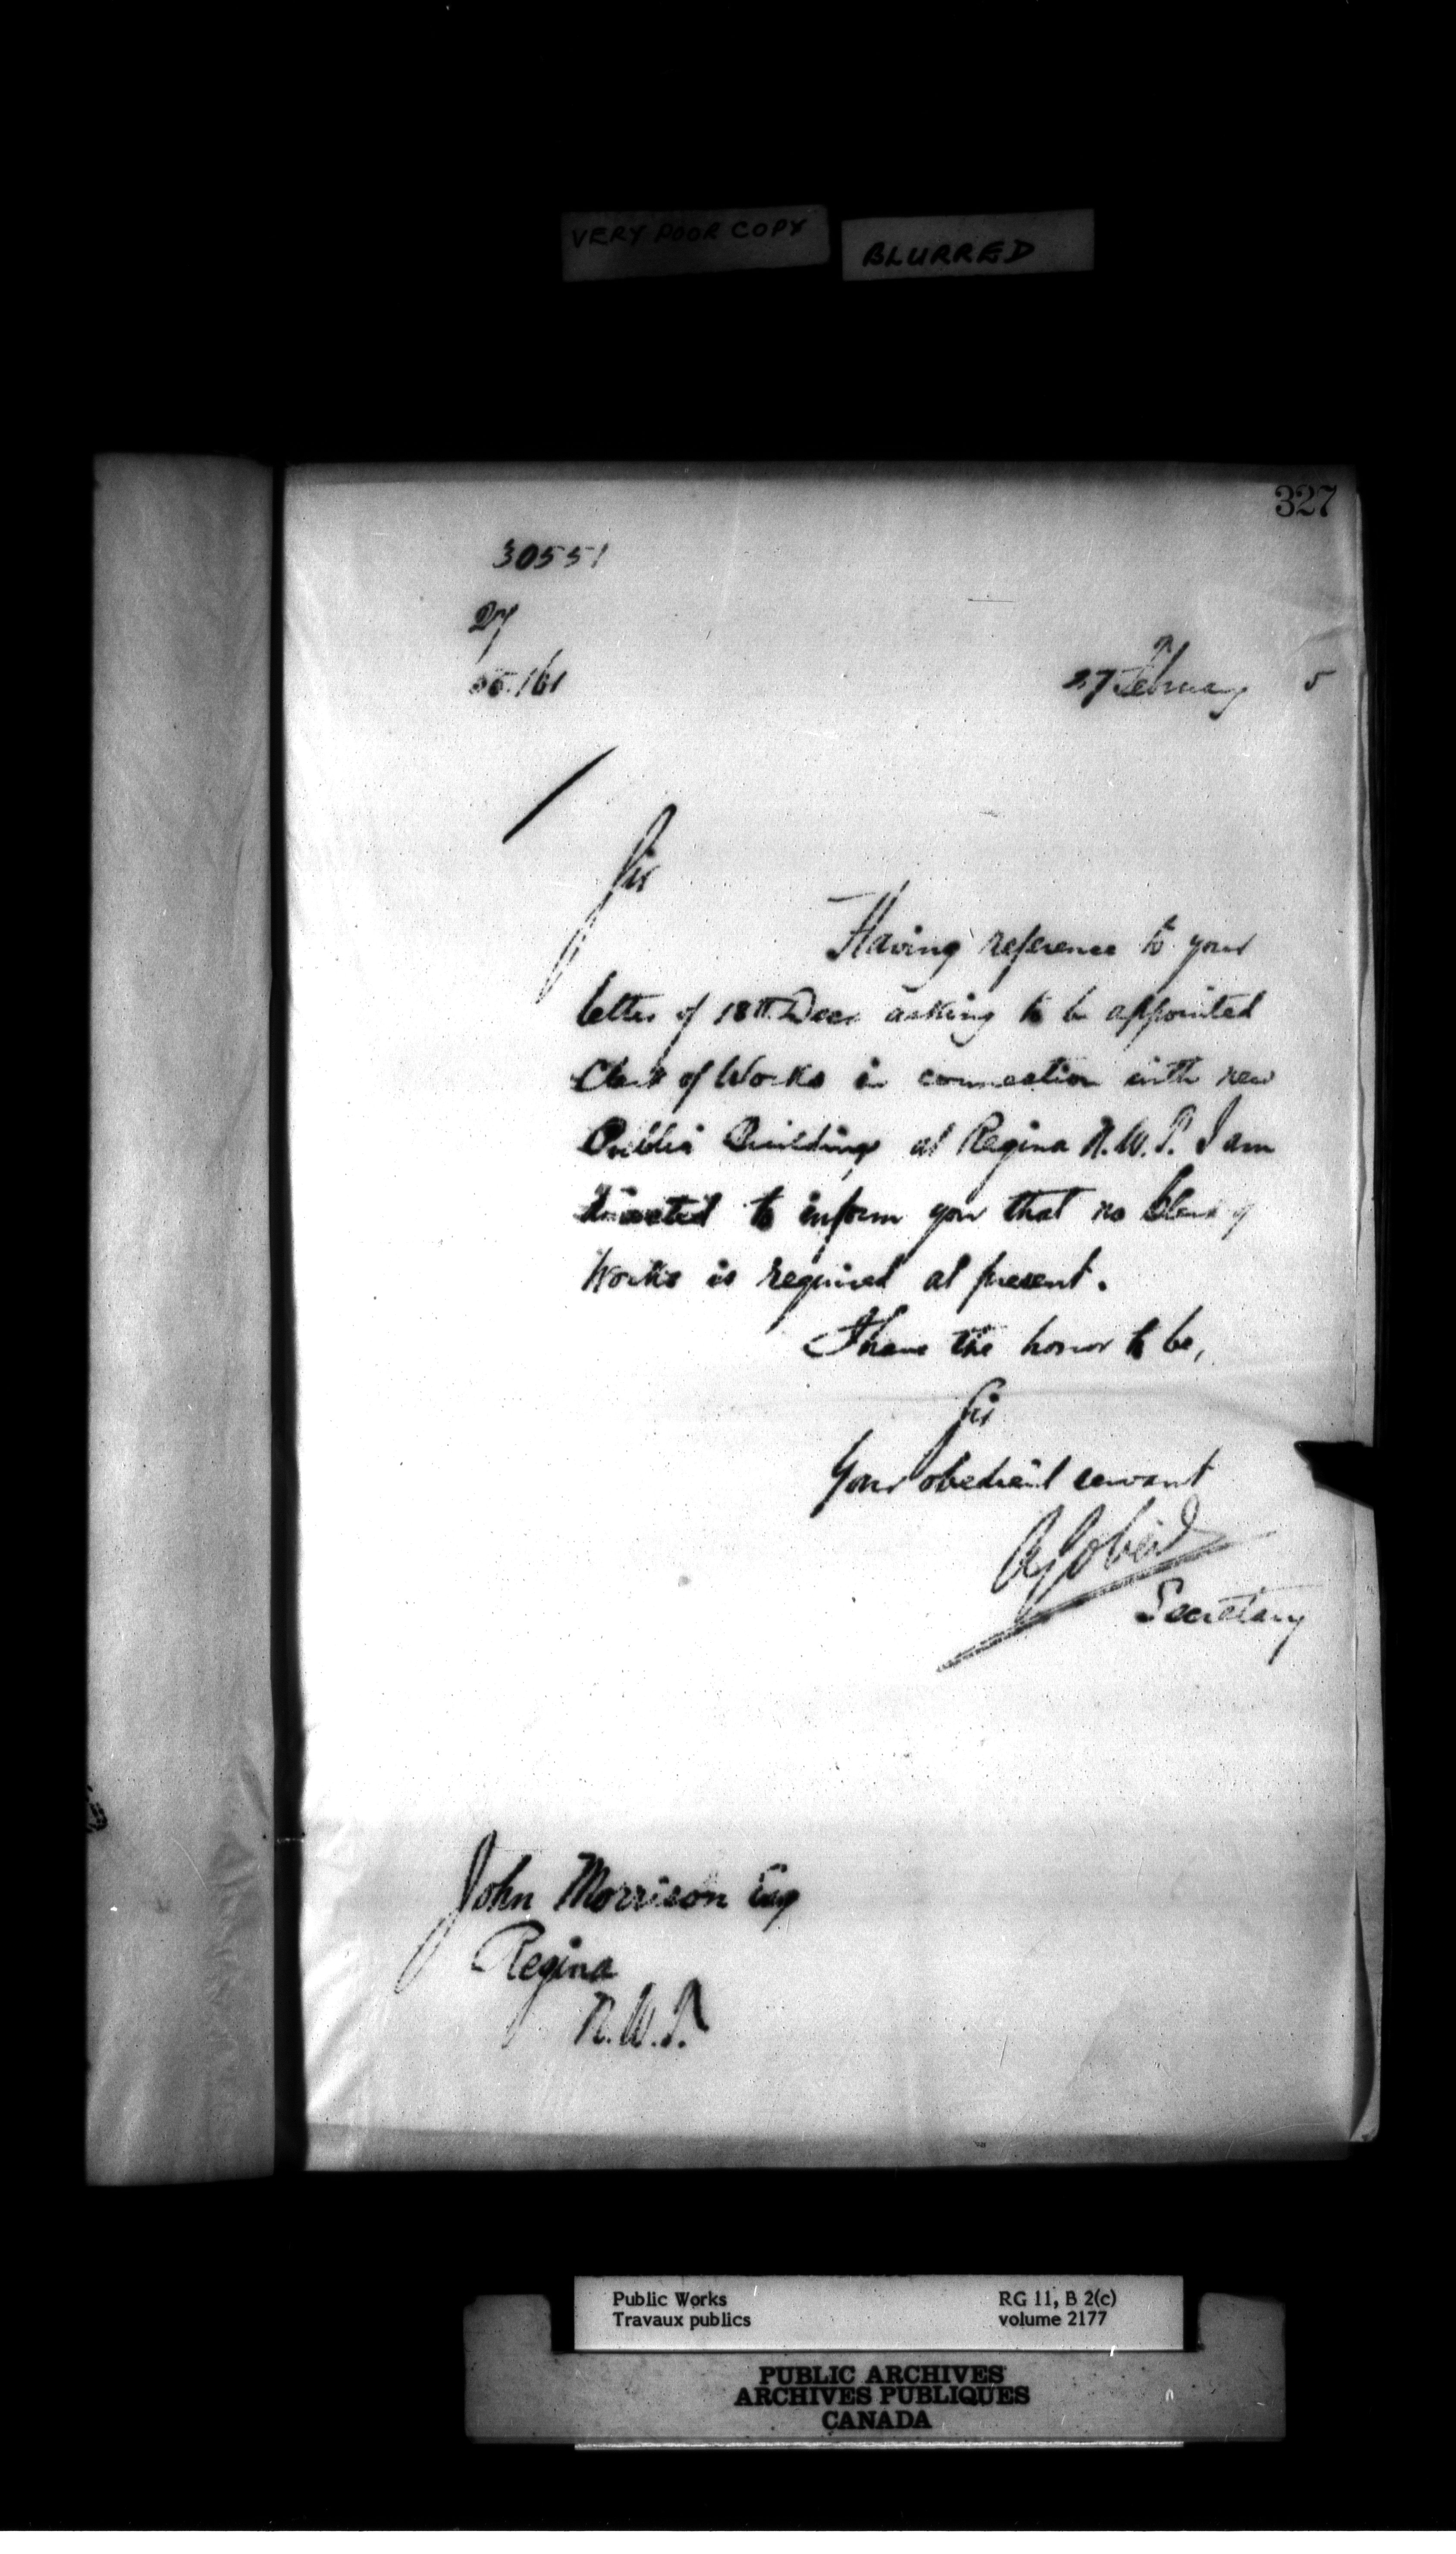 VERY POOR COPY
BLURRED
327
30551
27
161
27 February 5
Sir
Having reference to your
letter of 18th Decr asking to be appointed
Clerk of Works in connection with new
Public Buildings at Regina N.W.T. I am
directed to inform you that no Clerk of
Works is required at present.
I have the honor to be,
Sir
Your obedient servant
A Gobeil
Secretary
John Morrison Esq
Regina
N.W.T.
Public Works RG 11, B 2(c)
Travaux publics volume 2177
PUBLIC ARCHIVES
ARCHIVES PUBLIQUES
CANADA